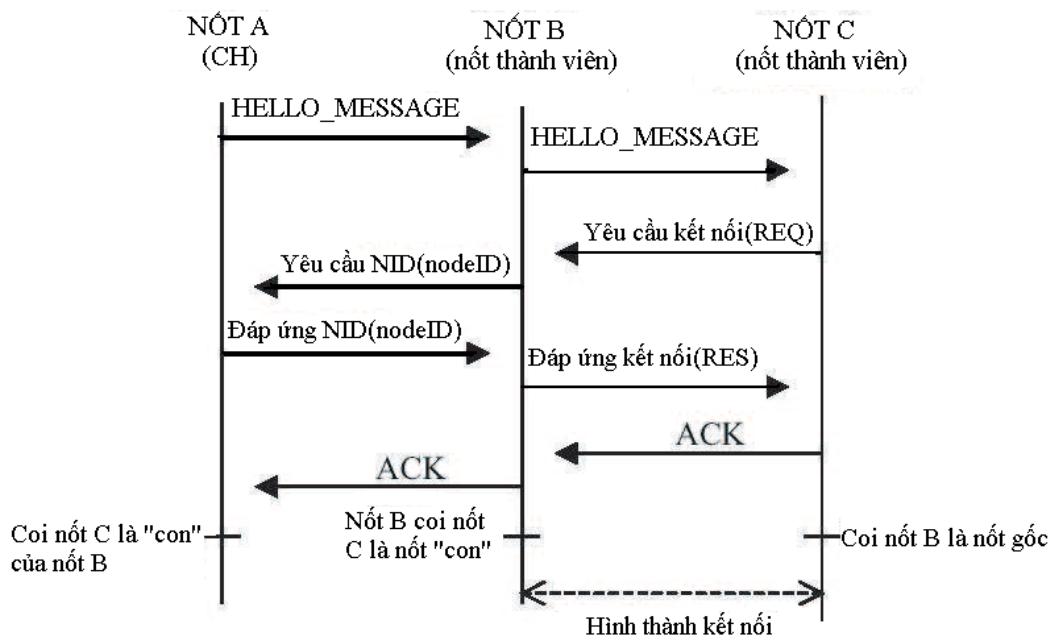 NỐT A
(CH)
NỐT B
(nốt thành viên)
NỐT C
(nốt thành viên)
HELLO_MESSAGE
HELLO_MESSAGE
Yêu cầu kết nối(REQ)
Yêu cầu NID(nodeID)
Đáp ứng NID(nodeID)
Đáp ứng kết nối(RES)
ACK
ACK
Coi nốt C là "con"
của nốt B
Nốt B coi nốt
C là nốt "con"
Coi nốt B là nốt gốc
Hình thành kết nối